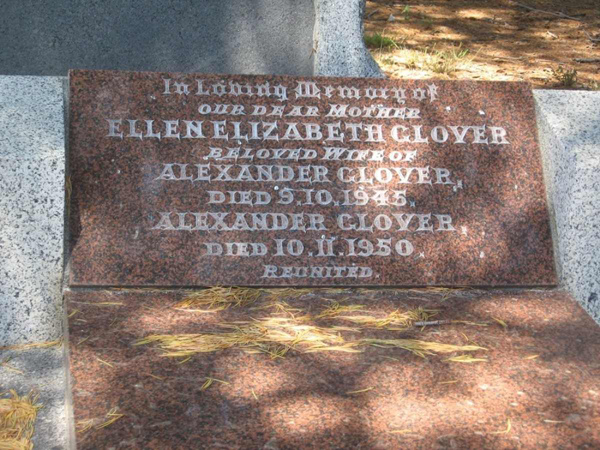 In Loving Memory of
OUR DEAR MOTHER
ELLEN ELIZABETH GLOVER
BELOVED WIFE OF
ALEXANDER GLOVER,
DIED 9.10.1945,
ALEXANDER GLOVER,
DIED 10.11.1950.
REUNITED.